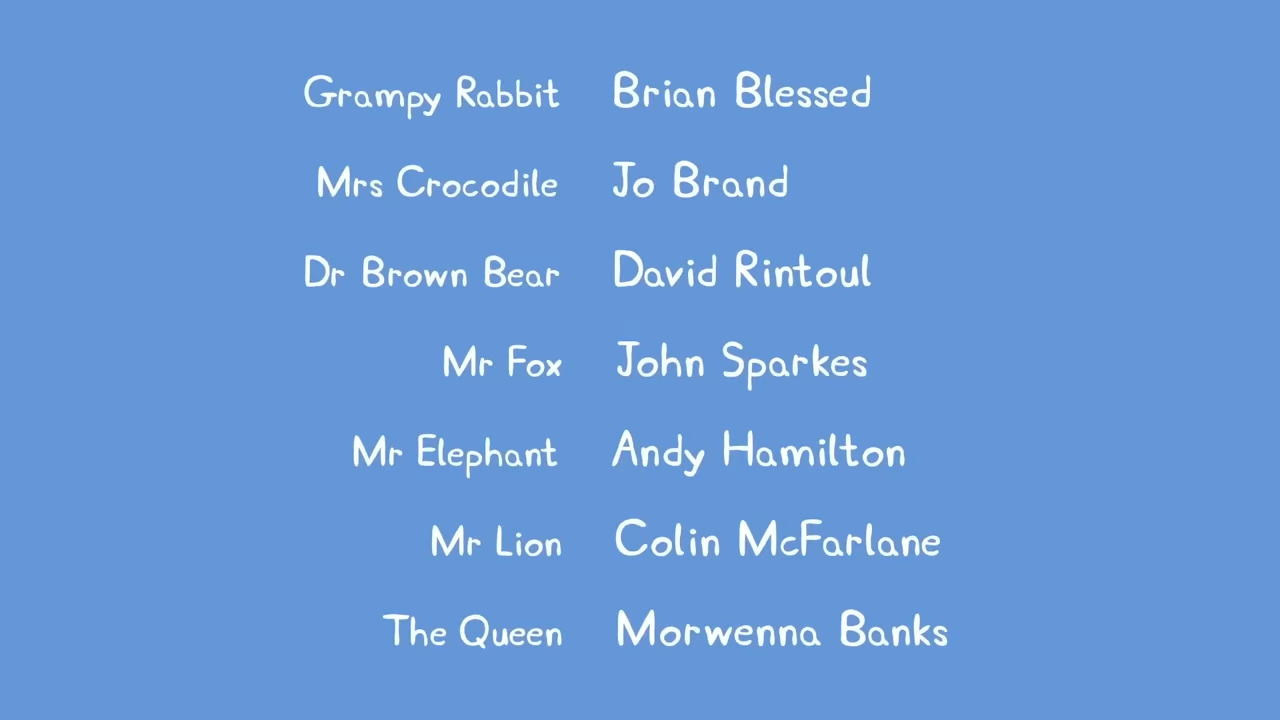 Grampy Rabbit Brian Blessed
Mrs Crocodile Jo Brand
Dr Brown Bear David Rintoul
Mr Fox John Sparkes
Mr Elephant Andy Hamilton
Mr Lion Colin McFarlane
The Queen Morwenna Banks